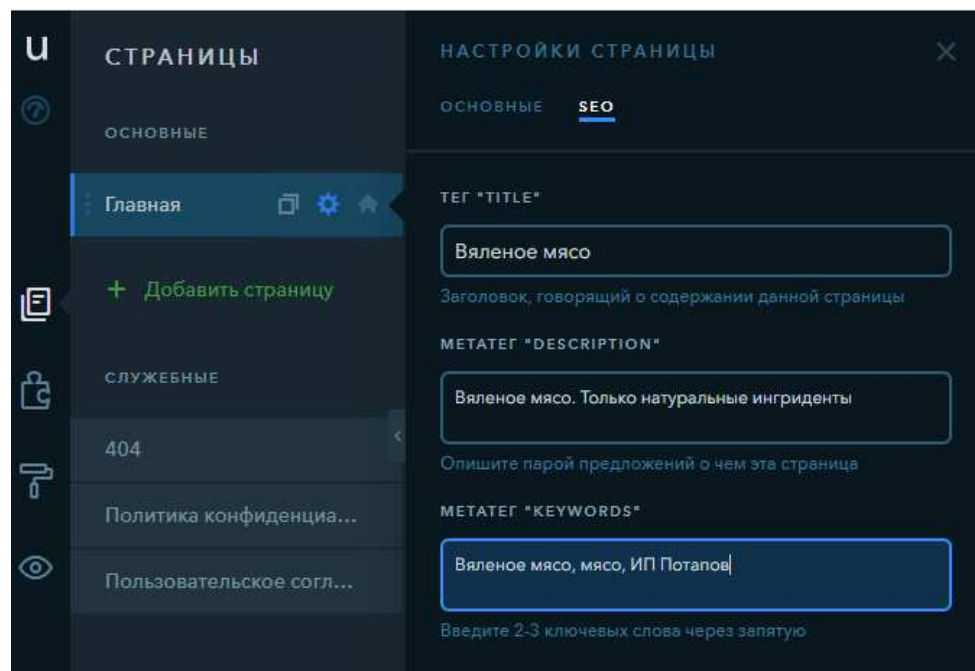 u
СТРАНИЦЫ
ОСНОВНЫЕ
Главная
+ Добавить страницу
СЛУЖЕБНЫЕ
404
Политика конфиденциа...
Пользовательское согл...
НАСТРОЙКИ СТРАНИЦЫ
ОСНОВНЫЕ SEO
ТЕГ "TITLE"
Вяленое мясо
Заголовок, говорящий о содержании данной страницы
МЕТАТЕГ "DESCRIPTION"
Вяленое мясо. Только натуральные ингриденты
Опишите парой предложений о чем эта страница
МЕТАТЕГ "KEYWORDS"
Вяленое мясо, мясо, ИП Потапов
Введите 2-3 ключевых слова через запятую